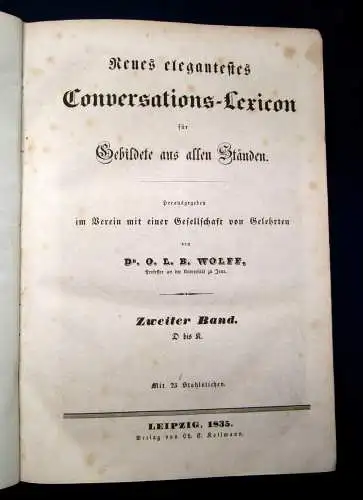 Neues elegantestes
Conversations-Lexicon
für
Gebildete aus allen Ständen.
Herausgegeben
im Verein mit einer Gesellschaft von Gelehrten
von
Dr. O. L. B. WOLFF,
Professor an der Universität zu Jena.
Zweiter Band.
D bis K.
Mit 25 Stahlstichen.
LEIPZIG, 1835.
Verlag von Ch. E. Kollmann.